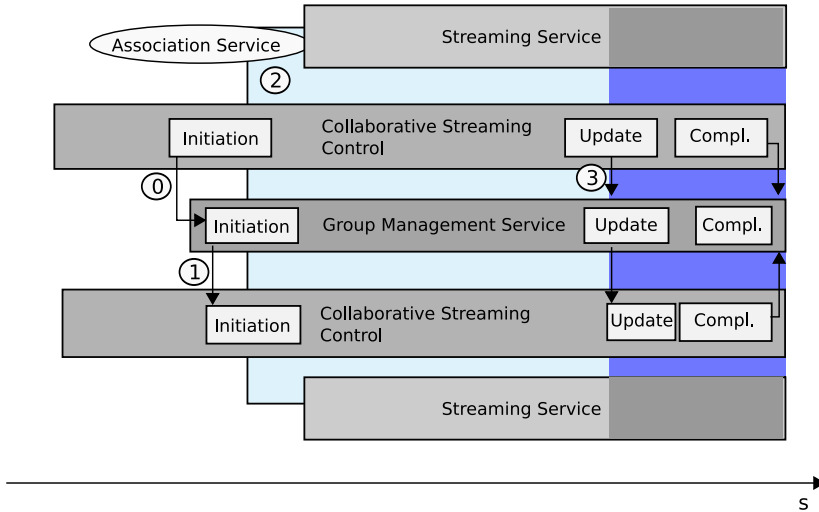 Streaming Service
Association Service
2
Initiation
Collaborative Streaming
Control
Update
Compl.
0
3
Initiation
Group Management Service
Update
Compl.
1
Initiation
Collaborative Streaming
Control
Update
Compl.
Streaming Service
s